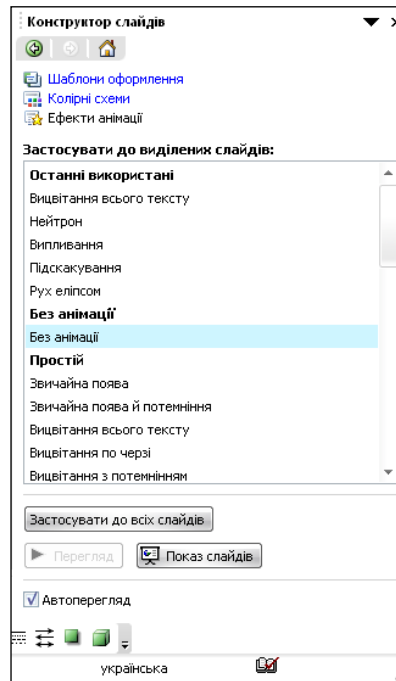 Конструктор слайдів
Шаблони оформлення
Колірні схеми
Ефекти анімації
Застосувати до виділених слайдів:
Останні використані
Вицвітання всього тексту
Нейтрон
Випливання
Підскакування
Рух еліпсом
Без анімації
Без анімації
Простій
Звичайна поява
Звичайна поява й потемніння
Вицвітання всього тексту
Вицвітання по черзі
Вицвітання з потемнінням
Застосувати до всіх слайдів
Перегляд
Показ слайдів
Автоперегляд
українська